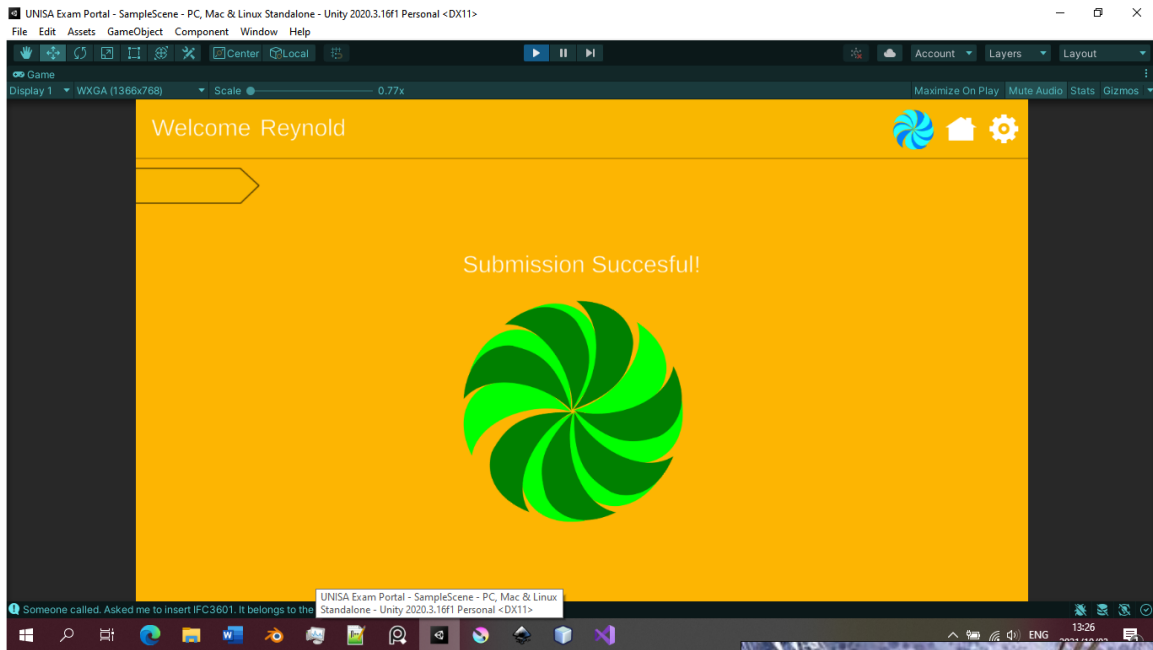 UNISA Exam Portal - SampleScene - PC, Mac & Linux Standalone - Unity 2020.3.16f1 Personal <DX11>
File Edit Assets GameObject Component Window Help
Center Local Account Layers Layout
Game
Display 1 WXGA (1366x768) Scale 0.77x Maximize On Play Mute Audio Stats Gizmos
Welcome Reynold
Submission Succesful!
UNISA Exam Portal - SampleScene - PC, Mac & Linux
Standalone - Unity 2020.3.16f1 Personal <DX11>
Someone called. Asked me to insert IFC3601. It belongs to the
ENG 13:26